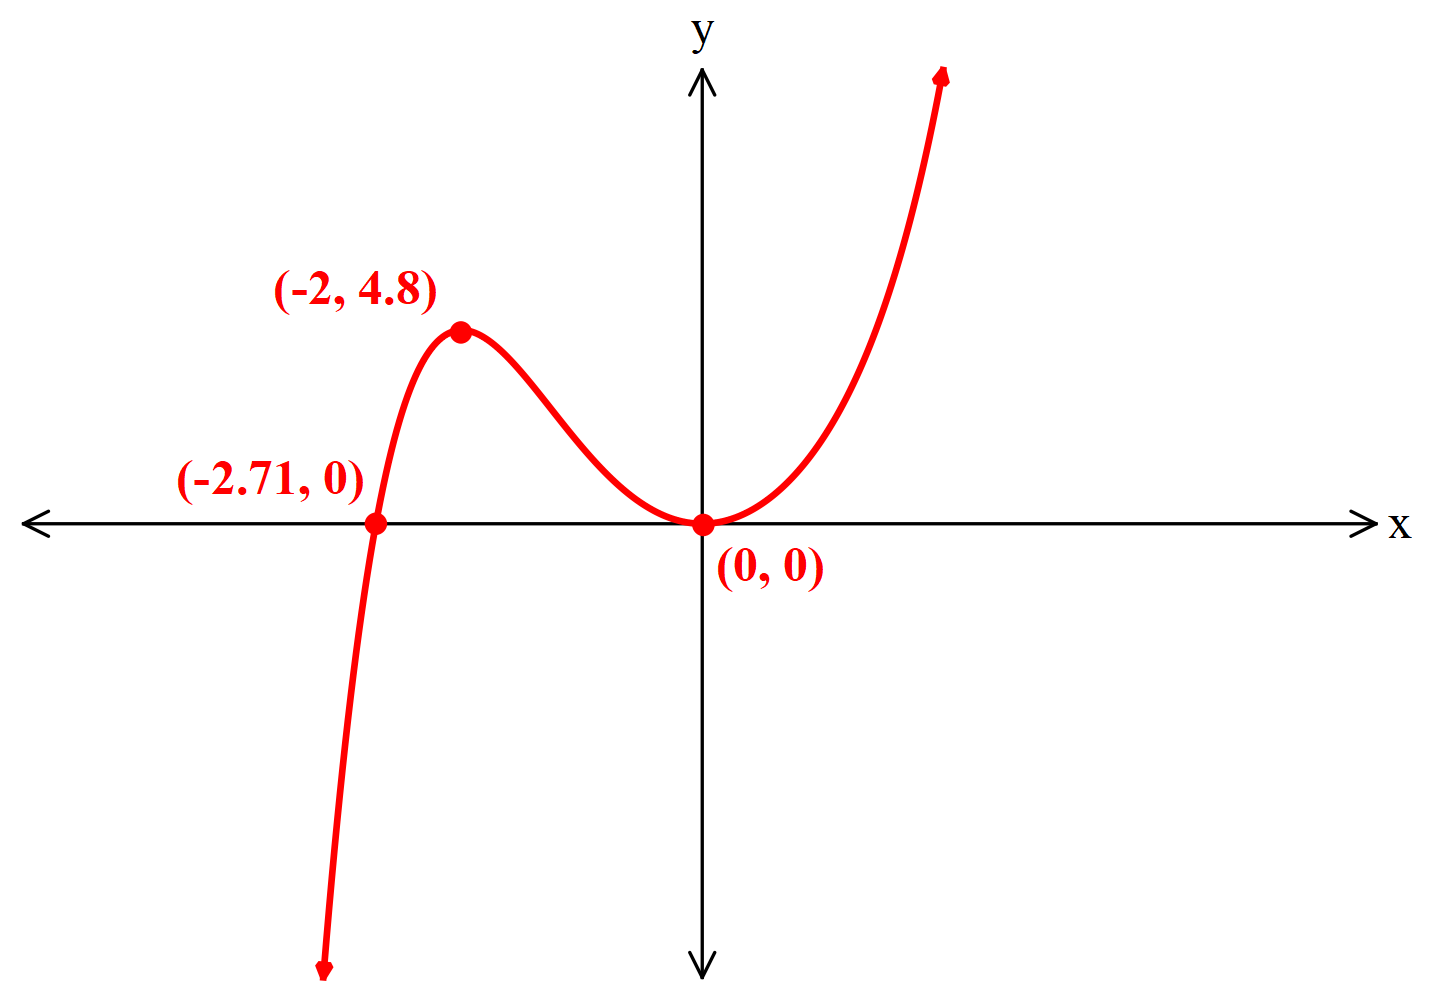 y
(-2, 4.8)
(-2.71, 0)
x
(0, 0)